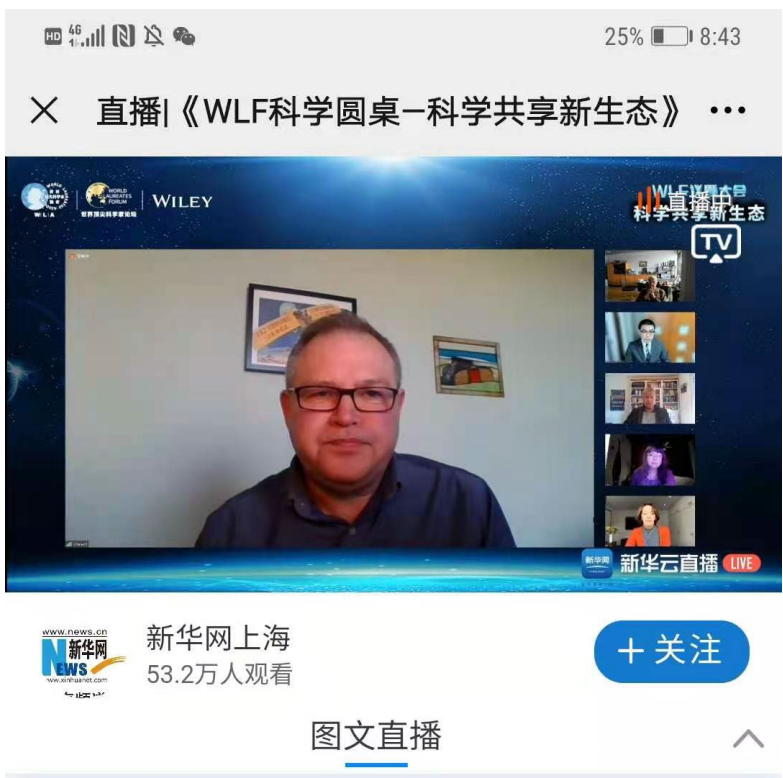 HD 4G 25% 8:43
直播|《WLF科学圆桌—科学共享新生态》 •••
W L A
WORLD LAUREATES FORUM
世界顶尖科学家论坛
WILEY
直播中
科学共享新生态
TV
新华网
新华云直播 LIVE
www.news.cn
新华网
NEWS
www.xinhuanet.com
新华网上海
53.2万人观看
+ 关注
图文直播